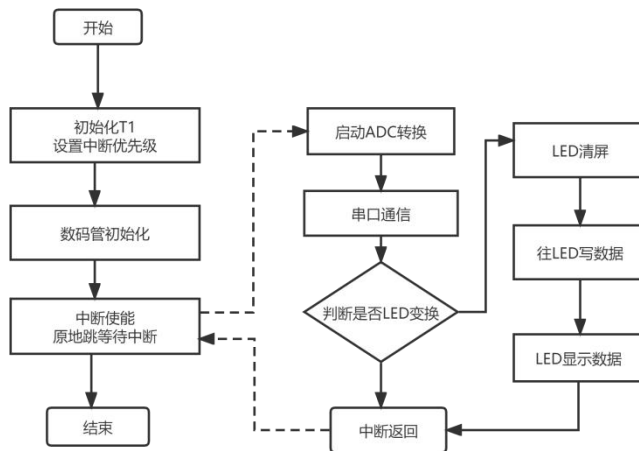 开始
初始化T1
设置中断优先级
数码管初始化
中断使能
原地跳等待中断
结束
启动ADC转换
串口通信
判断是否LED变换
中断返回
LED清屏
往LED写数据
LED显示数据